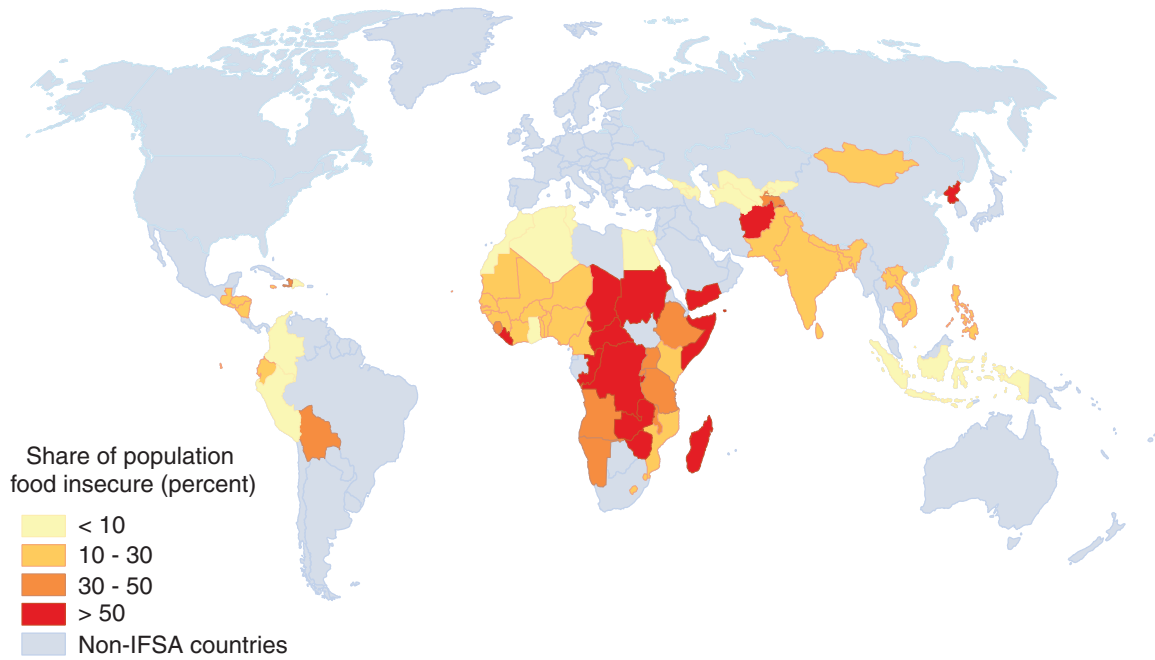 Share of population
food insecure (percent)
< 10
10 - 30
30 - 50
> 50
Non-IFSA countries